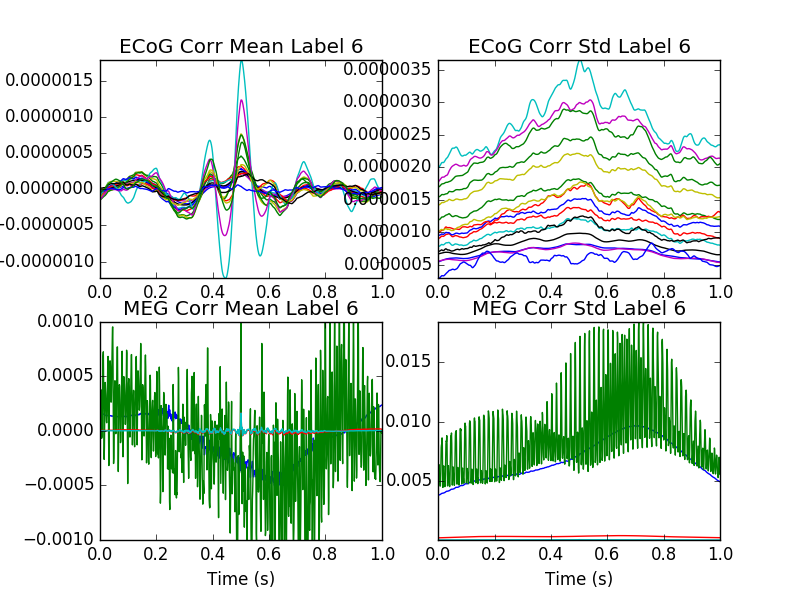 ECoG Corr Mean Label 6
0.0000015
0.0000010
0.0000005
0.0000000
−0.0000005
−0.0000010
0.0 0.2 0.4 0.6 0.8 1.0
ECoG Corr Std Label 6
0.0000035
0.0000030
0.0000025
0.0000020
0.0000015
0.0000010
0.0000005
0.0 0.2 0.4 0.6 0.8 1.0
MEG Corr Mean Label 6
0.0010
0.0005
0.0000
−0.0005
−0.0010
0.0 0.2 0.4 0.6 0.8 1.0
Time (s)
MEG Corr Std Label 6
0.015
0.010
0.005
0.0 0.2 0.4 0.6 0.8 1.0
Time (s)